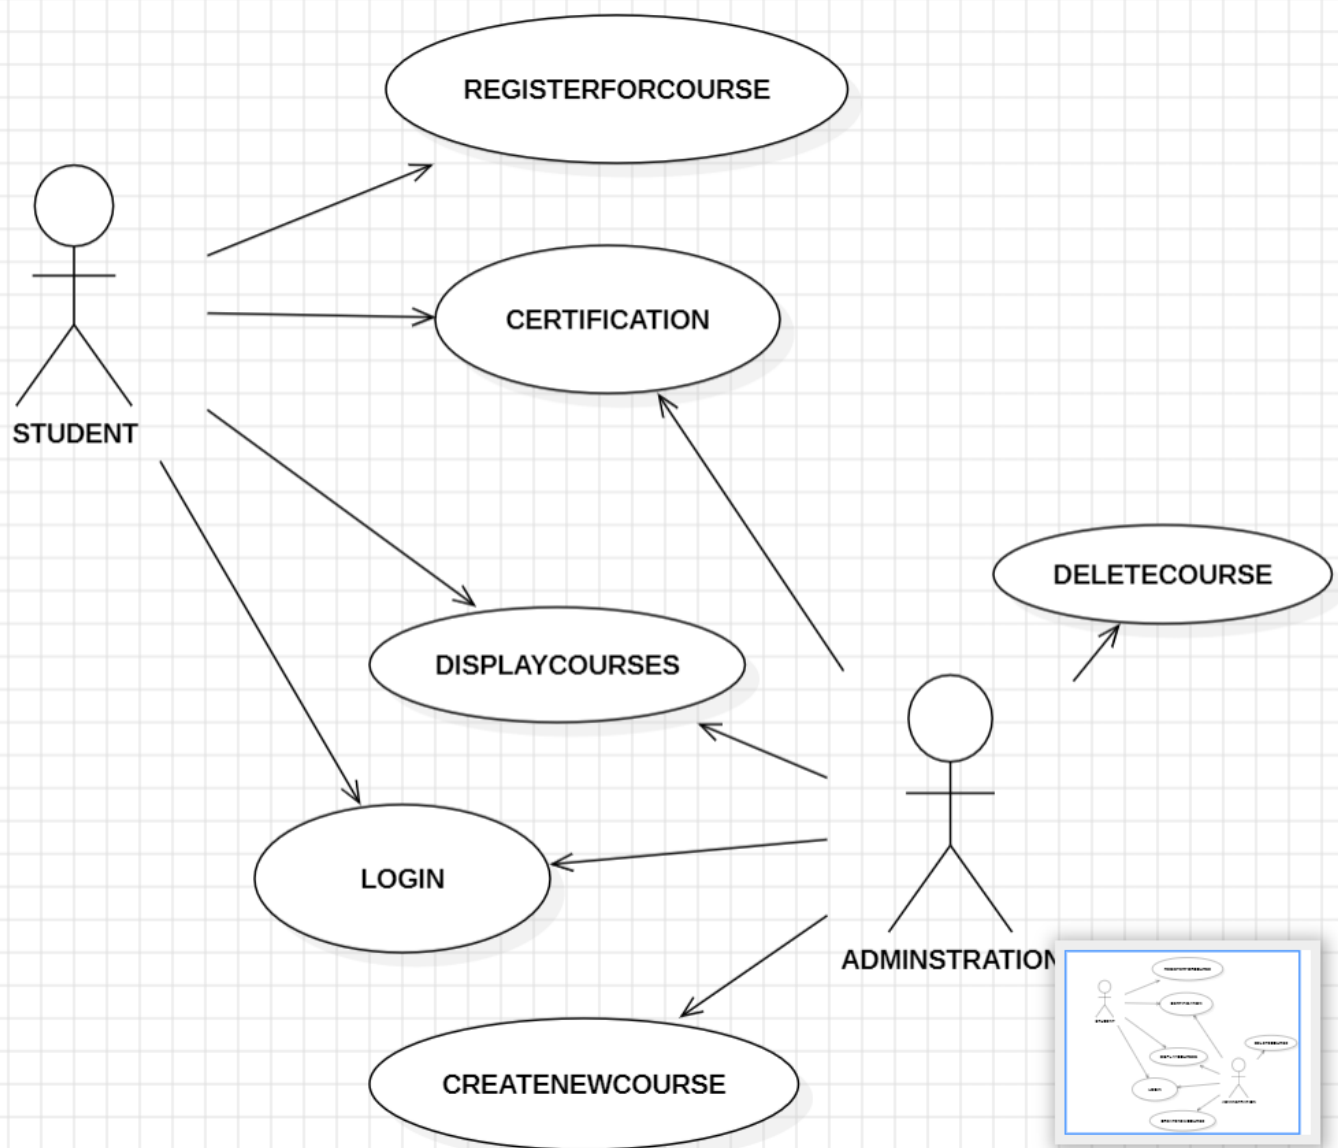 REGISTERFORCOURSE
CERTIFICATION
STUDENT
DELETECOURSE
DISPLAYCOURSES
LOGIN
ADMINSTRATION
CREATENEWCOURSE